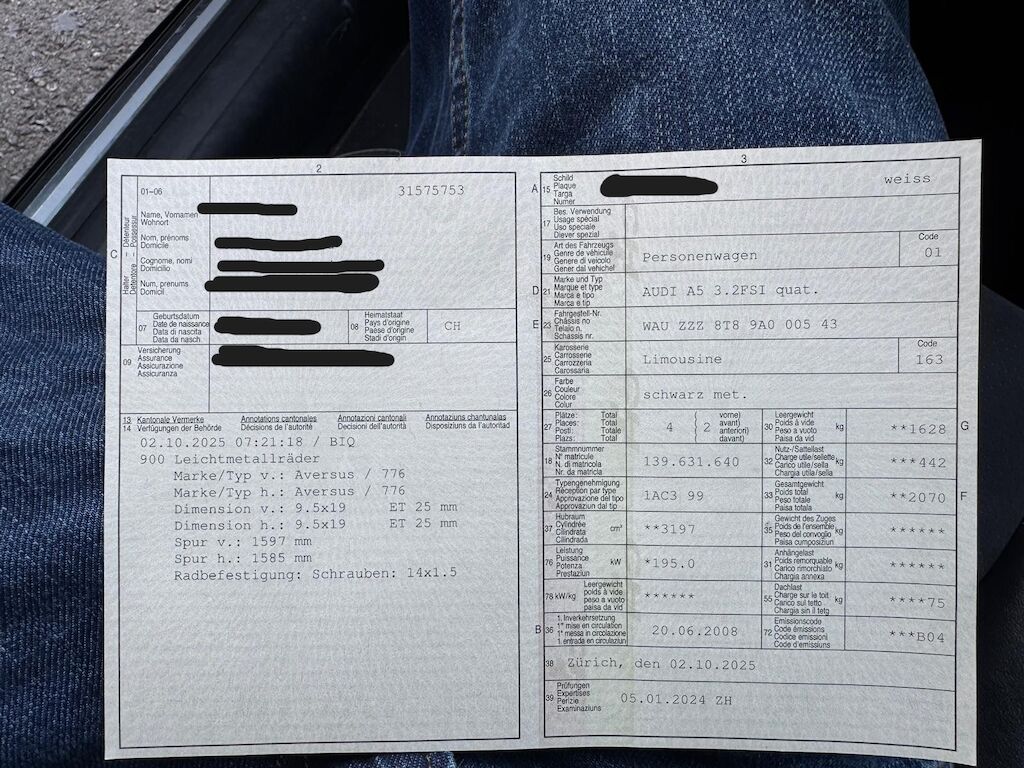 2
01-06
31575753
Détenteur Possessur
Halter Detentore
C
Name, Vornamen
Wohnort
Nom, prénoms
Domicile
Cognome, nomi
Domicilio
Num, prenums
Domicil
07
Geburtsdatum
Date de naissance
Data di nascita
Data da nasch.
08
Heimatstaat
Pays d'origine
Paese d'origine
Stadi d'origin
CH
09
Versicherung
Assurance
Assicurazione
Assicuranza
13 Kantonale Vermerke Annotations cantonales Annotazioni cantonali Annotaziuns chantunalas
14 Verfügungen der Behörde Décisions de l'autorité Decisioni dell'autorità Disposiziuns da l'autoritad
02.10.2025 07:21:18 / BIQ
900 Leichtmetallräder
Marke/Typ v.: Aversus / 776
Marke/Typ h.: Aversus / 776
Dimension v.: 9.5x19 ET 25 mm
Dimension h.: 9.5x19 ET 25 mm
Spur v.: 1597 mm
Spur h.: 1585 mm
Radbefestigung: Schrauben: 14x1.5
3
A 15
Schild
Plaque
Targa
Numer
weiss
17
Bes. Verwendung
Usage spécial
Uso speciale
Diever spezial
19
Art des Fahrzeugs
Genre de véhicule
Genere di veicolo
Gener dal vehichel
Personenwagen
Code
01
D 21
Marke und Typ
Marque et type
Marca e tipo
Marca e tip
AUDI A5 3.2FSI quat.
E 23
Fahrgestell-Nr.
Châssis no
Telaio n.
Schassis nr.
WAU ZZZ 8T8 9A0 005 43
25
Karosserie
Carrosserie
Carrozzeria
Carossaria
Limousine
Code
163
26
Farbe
Couleur
Colore
Colur
schwarz met.
27
Plätze: Total
Places: Total
Posti: Totale
Plazs: Total
4 { 2
vorne)
avant)
anteriori)
davant)
30
Leergewicht
Poids à vide
Peso a vuoto
Paisa da vid
kg
**1628
G
18
Stammnummer
N° matricule
N. di matricola
Nr. da matricla
139.631.640
32
Nutz-/Sattellast
Charge utile/sellette
Carico utile/sella
Chargia utila/sella
kg
***442
24
Typengenehmigung
Réception par type
Approvazione del tipo
Approvaziun dal tip
1AC3 99
33
Gesamtgewicht
Poids total
Peso totale
Paisa totala
kg
**2070
F
37
Hubraum
Cylindrée
Cilindrata
Cilindrada
cm³
**3197
35
Gewicht des Zuges
Poids de l'ensemble
Peso del convoglio
Paisa cumposiziun
kg
******
76
Leistung
Puissance
Potenza
Prestaziun
kW
*195.0
31
Anhängelast
Poids remorquable
Carico rimorchiato
Chargia annexa
kg
******
78 kW/kg
Leergewicht
poids à vide
peso a vuoto
paisa da vid
******
55
Dachlast
Charge sur le toit
Carico sul tetto
Chargia sin il tetg
kg
****75
B 36
1. Inverkehrsetzung
1re mise en circulation
1a messa in circolazione
1. entrada en circulaziun
20.06.2008
72
Emissionscode
Code émissions
Codice emissioni
Code d'emissiuns
***B04
38 Zürich, den 02.10.2025
39
Prüfungen
Expertises
Perizie
Examinaziuns
05.01.2024 ZH